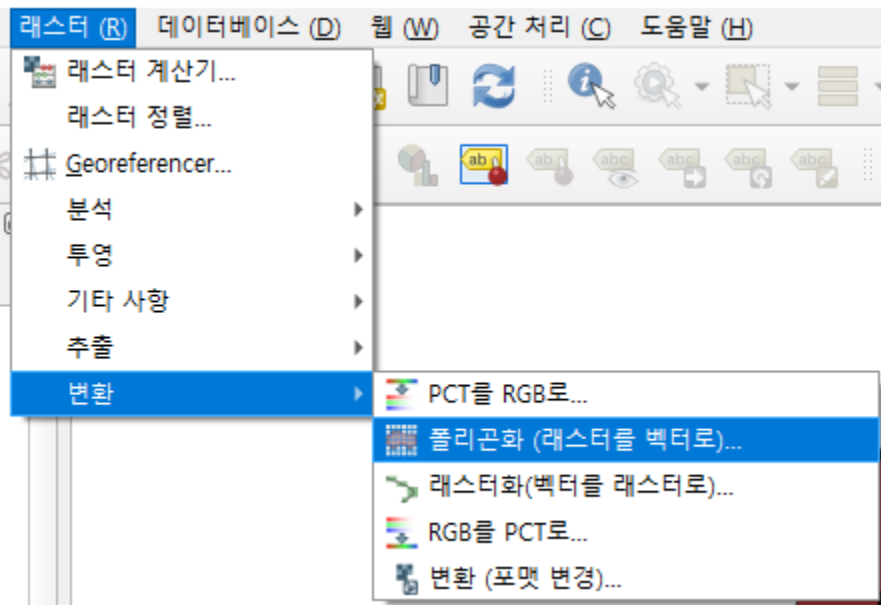 래스터 (R) 데이터베이스 (D) 웹 (W) 공간 처리 (C) 도움말 (H)
래스터 계산기...
래스터 정렬...
Georeferencer...
분석
투영
기타 사항
추출
변환
PCT를 RGB로...
폴리곤화 (래스터를 벡터로)...
래스터화(벡터를 래스터로)...
RGB를 PCT로...
변환 (포맷 변경)...